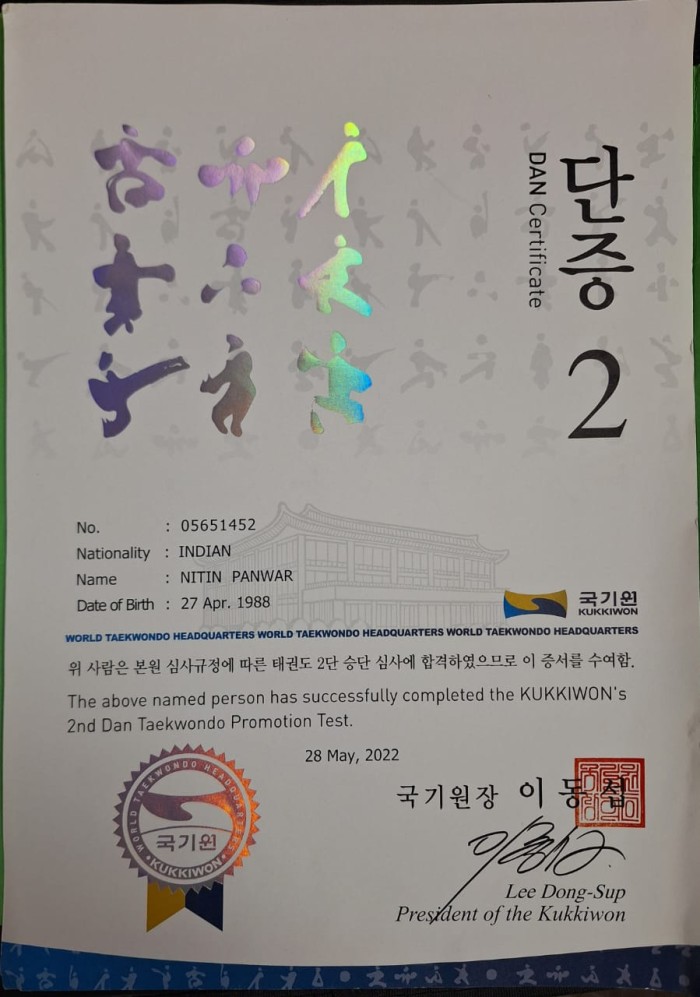 단증
DAN Certificate
2
No. : 05651452
Nationality : INDIAN
Name : NITIN PANWAR
Date of Birth : 27 Apr. 1988
국기원
KUKKIWON
WORLD TAEKWONDO HEADQUARTERS WORLD TAEKWONDO HEADQUARTERS WORLD TAEKWONDO HEADQUARTERS
위 사람은 본원 심사규정에 따른 태권도 2단 승단 심사에 합격하였으므로 이 증서를 수여함.
The above named person has successfully completed the KUKKIWON's
2nd Dan Taekwondo Promotion Test.
28 May, 2022
WORLD TAEKWONDO HEADQUARTERS
국기원
KUKKIWON
국기원장 이동섭
Lee Dong-Sup
President of the Kukkiwon